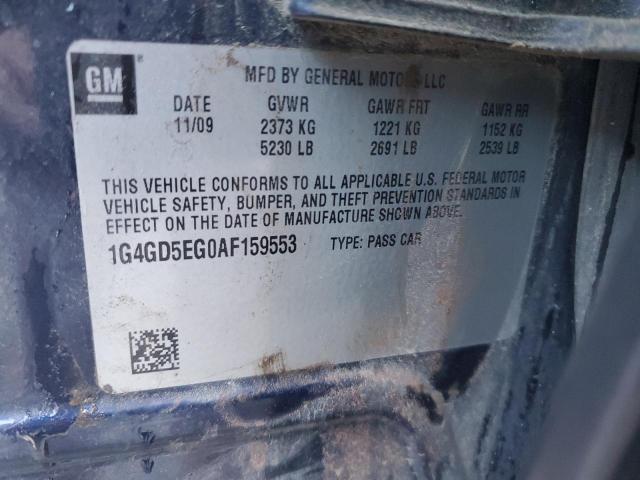 GM
MFD BY GENERAL MOTORS LLC
DATE GVWR GAWR FRT GAWR RR
11/09 2373 KG 1221 KG 1152 KG
5230 LB 2691 LB 2539 LB
THIS VEHICLE CONFORMS TO ALL APPLICABLE U.S. FEDERAL MOTOR
VEHICLE SAFETY, BUMPER, AND THEFT PREVENTION STANDARDS IN
EFFECT ON THE DATE OF MANUFACTURE SHOWN ABOVE.
1G4GD5EG0AF159553 TYPE: PASS CAR